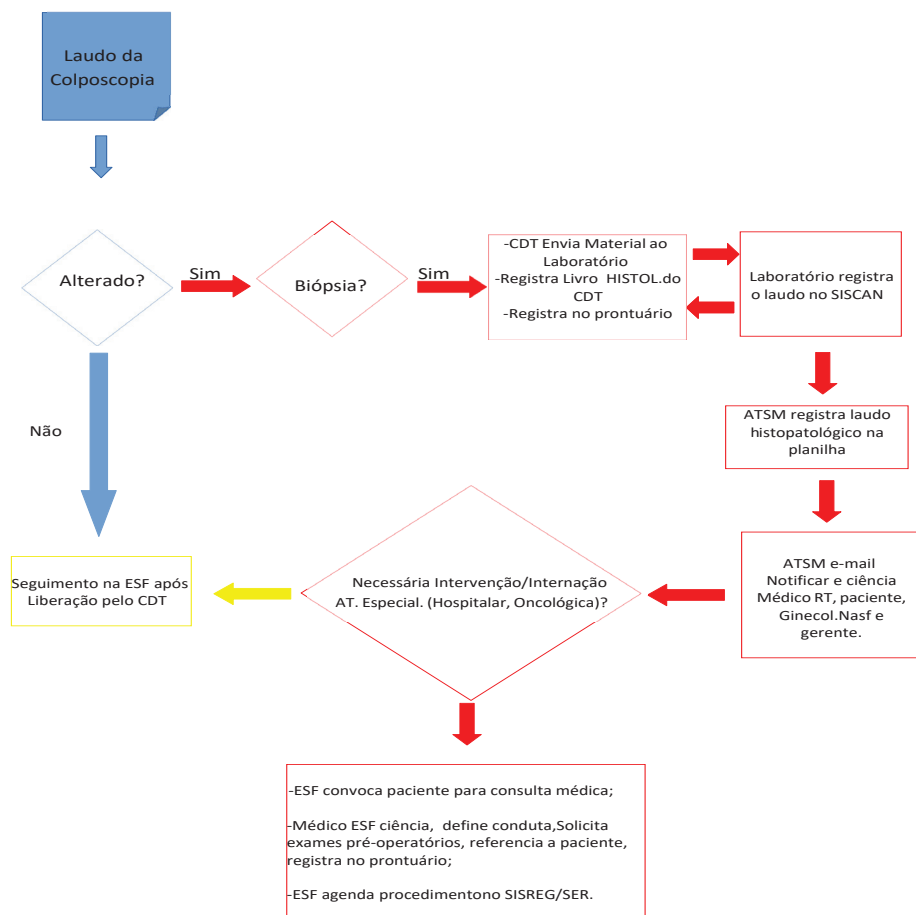 Laudo da
Colposcopia
Alterado?
Sim
Biópsia?
Sim
-CDT Envia Material ao
Laboratório
-Registra Livro HISTOL.do
CDT
-Registra no prontuário
Laboratório registra
o laudo no SISCAN
ATSM registra laudo
histopatológico na
planilha
Não
ATSM e-mail
Notificar e ciência
Médico RT, paciente,
Ginecol.Nasf e
gerente.
Necessária Intervenção/Internação
AT. Especial. (Hospitalar, Oncológica)?
Seguimento na ESF após
Liberação pelo CDT
-ESF convoca paciente para consulta médica;
-Médico ESF ciência, define conduta,Solicita
exames pré-operatórios, referencia a paciente,
registra no prontuário;
-ESF agenda procedimentono SISREG/SER.